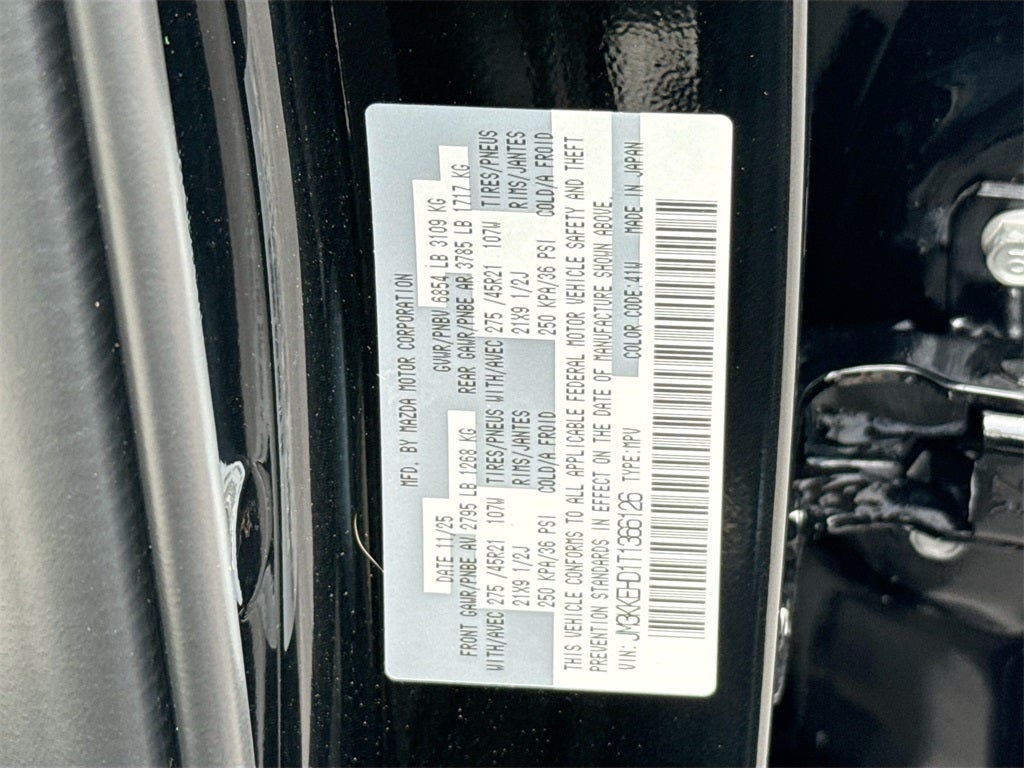 MFD. BY MAZDA MOTOR CORPORATION
DATE 11/25 GVWR/PNBV 6854 LB 3109 KG
FRONT GAWR/PNBE AV 2795 LB 1268 KG REAR GAWR/PNBE AR 3785 LB 1717 KG
WITH/AVEC 275 /45R21 107W TIRES/PNEUS WITH/AVEC 275 /45R21 107W TIRES/PNEUS
21X9 1/2J RIMS/JANTES 21X9 1/2J RIMS/JANTES
250 KPA/36 PSI COLD/A FROID 250 KPA/36 PSI COLD/A FROID
THIS VEHICLE CONFORMS TO ALL APPLICABLE FEDERAL MOTOR VEHICLE SAFETY AND THEFT
PREVENTION STANDARDS IN EFFECT ON THE DATE OF MANUFACTURE SHOWN ABOVE.
VIN: JM3KKEHD1T1366126 TYPE:MPV COLOR CODE:41W MADE IN JAPAN